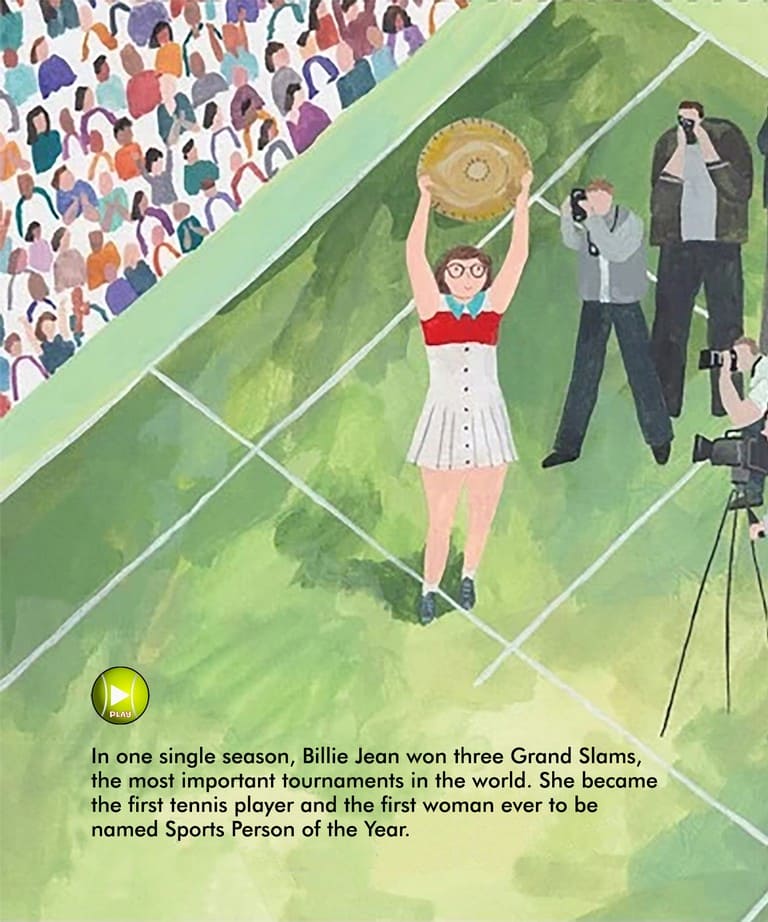 PLAY
In one single season, Billie Jean won three Grand Slams,
the most important tournaments in the world. She became
the first tennis player and the first woman ever to be
named Sports Person of the Year.